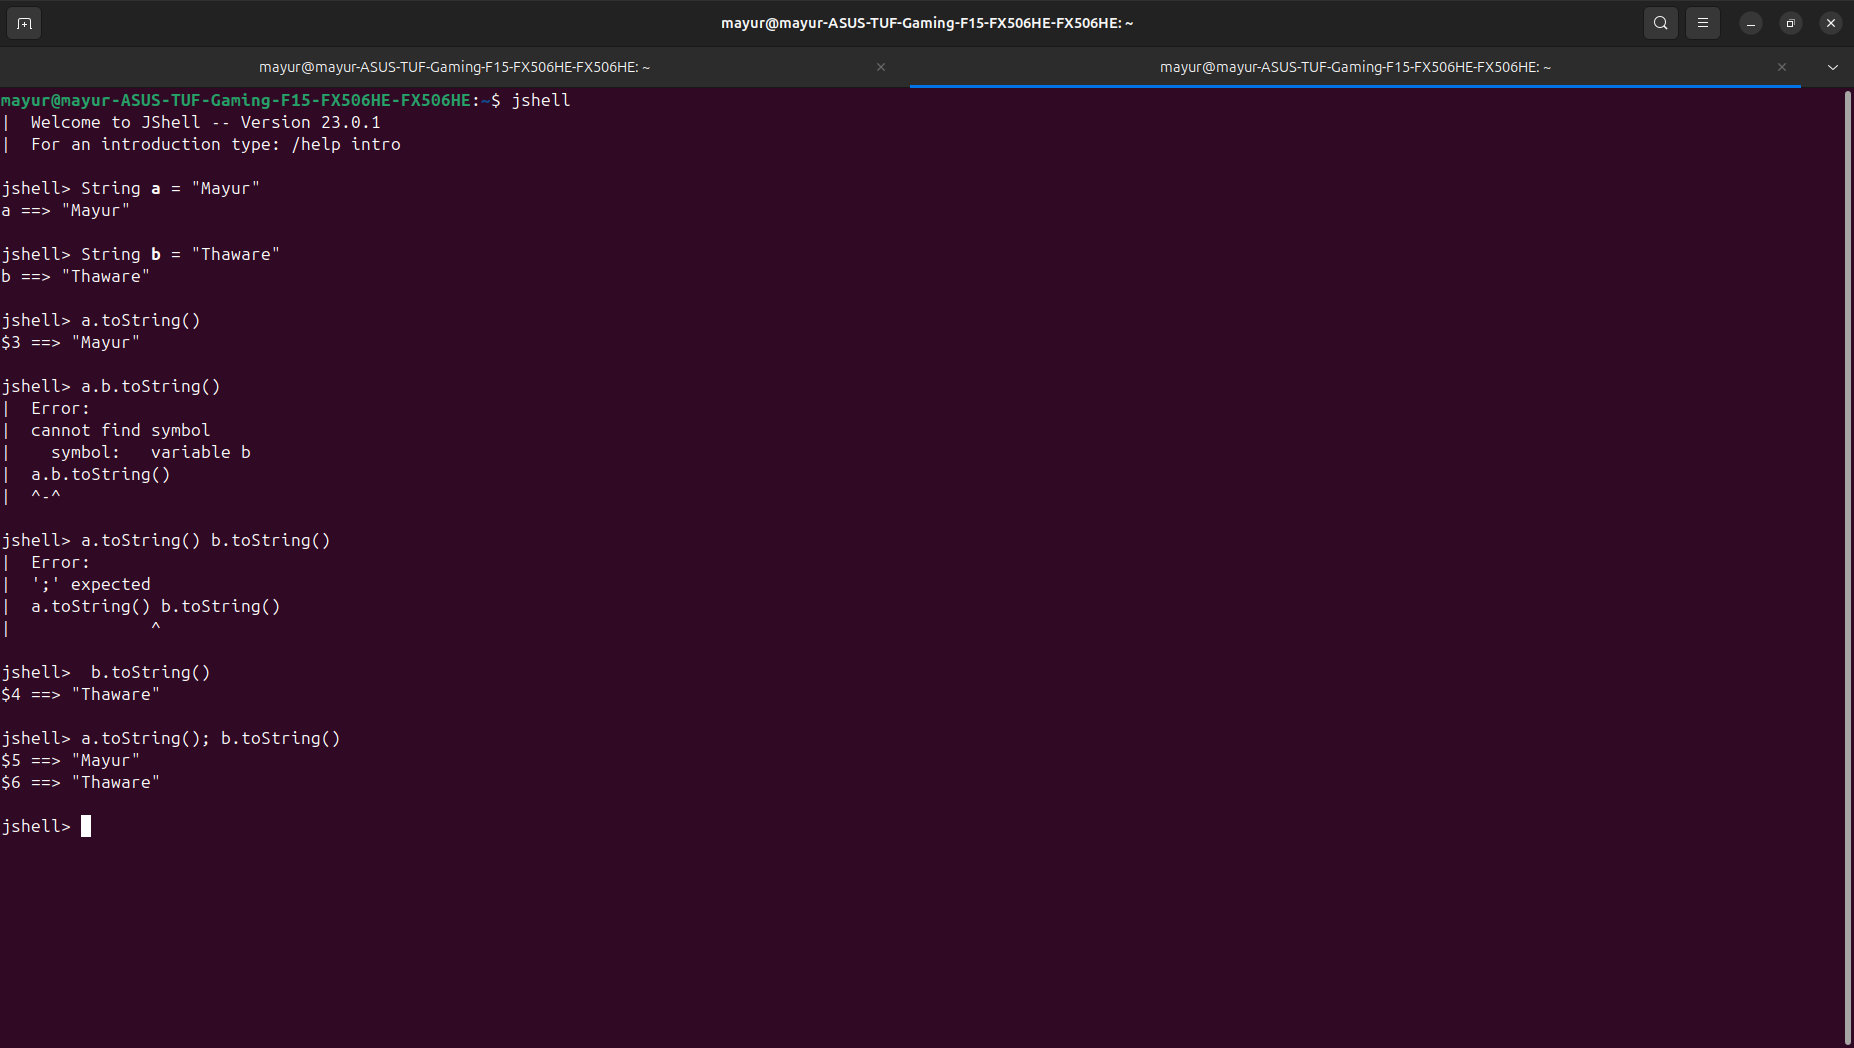 mayur@mayur-ASUS-TUF-Gaming-F15-FX506HE-FX506HE: ~
mayur@mayur-ASUS-TUF-Gaming-F15-FX506HE-FX506HE: ~
mayur@mayur-ASUS-TUF-Gaming-F15-FX506HE-FX506HE: ~
mayur@mayur-ASUS-TUF-Gaming-F15-FX506HE-FX506HE:~$ jshell
|  Welcome to JShell -- Version 23.0.1
|  For an introduction type: /help intro
jshell> String a = "Mayur"
a ==> "Mayur"
jshell> String b = "Thaware"
b ==> "Thaware"
jshell> a.toString()
$3 ==> "Mayur"
jshell> a.b.toString()
|  Error:
|  cannot find symbol
|    symbol:   variable b
|  a.b.toString()
|  ^-^
jshell> a.toString() b.toString()
|  Error:
|  ';' expected
|  a.toString() b.toString()
|              ^
jshell>  b.toString()
$4 ==> "Thaware"
jshell> a.toString(); b.toString()
$5 ==> "Mayur"
$6 ==> "Thaware"
jshell>